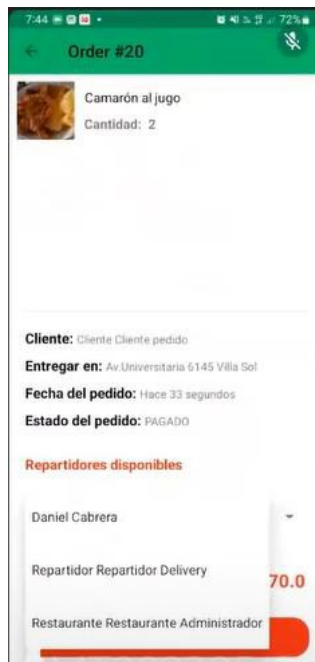 7:44
72%
Order #20
Camarón al jugo
Cantidad: 2
Cliente: Cliente Cliente pedido
Entregar en: Av.Universitaria 6145 Villa Sol
Fecha del pedido: Hace 33 segundos
Estado del pedido: PAGADO
Repartidores disponibles
Daniel Cabrera
Repartidor Repartidor Delivery
70.0
Restaurante Restaurante Administrador